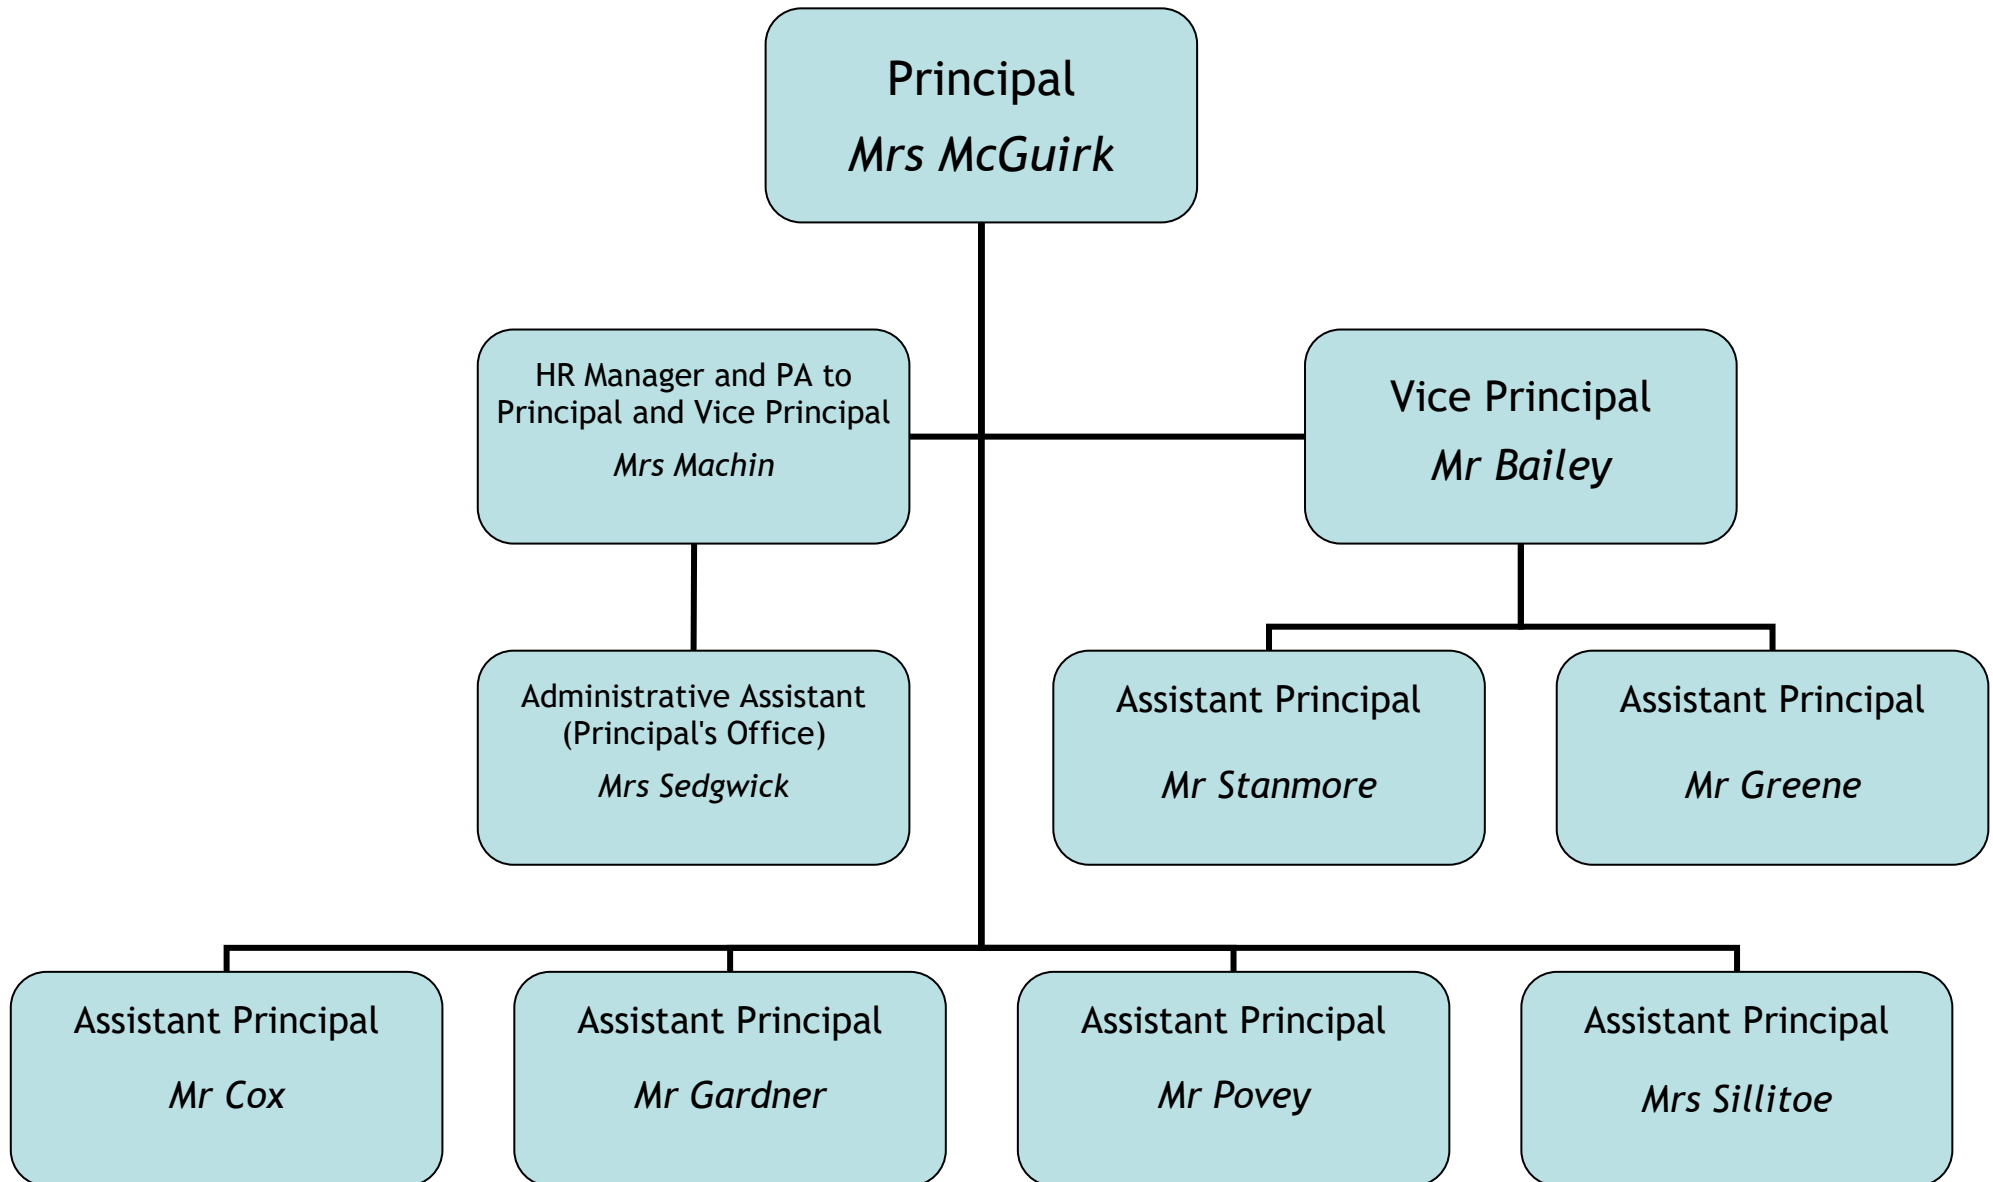 Principal
Mrs McGuirk
HR Manager and PA to
Principal and Vice Principal
Mrs Machin
Vice Principal
Mr Bailey
Administrative Assistant
(Principal's Office)
Mrs Sedgwick
Assistant Principal
Mr Stanmore
Assistant Principal
Mr Greene
Assistant Principal
Mr Cox
Assistant Principal
Mr Gardner
Assistant Principal
Mr Povey
Assistant Principal
Mrs Sillitoe